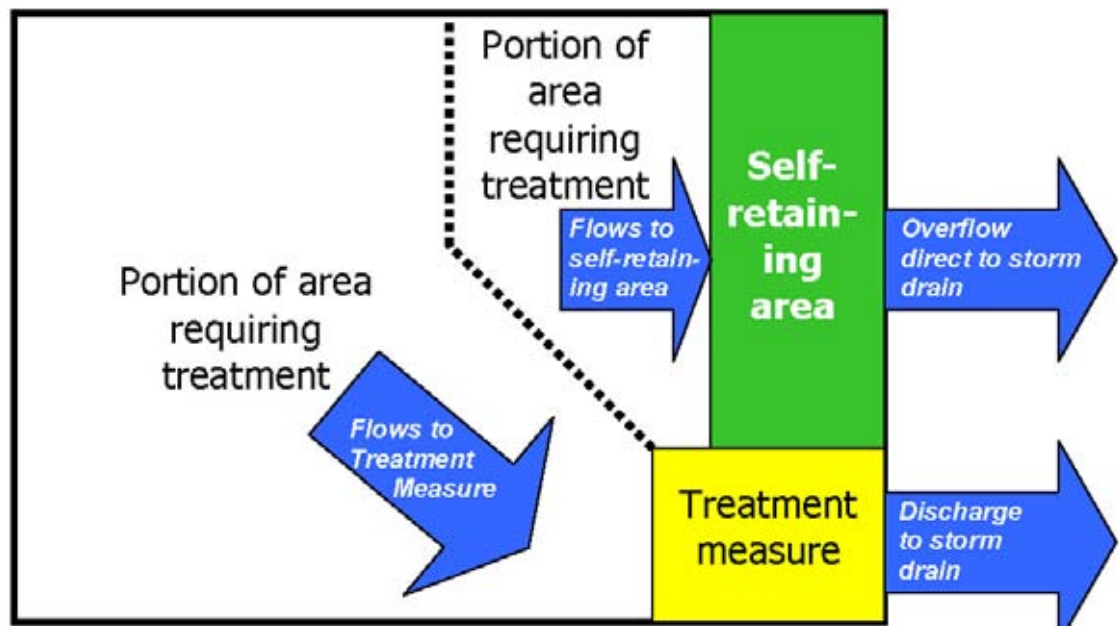 Portion of
area
requiring
treatment
Self-
retain-
ing
area
Flows to
self-retain-
ing area
Overflow
direct to storm
drain
Portion of area
requiring
treatment
Flows to
Treatment
Measure
Treatment
measure
Discharge
to storm
drain